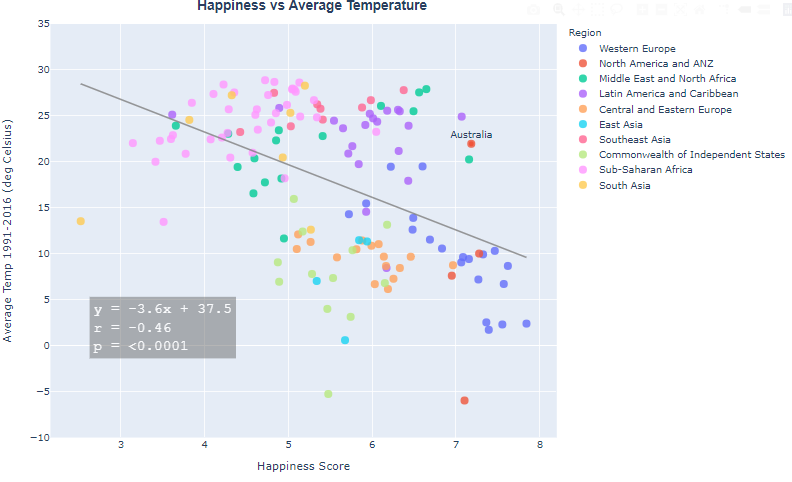 Happiness vs Average Temperature
35
30
25
20
15
10
5
0
−5
−10
Average Temp 1991-2016 (deg Celsius)
3
4
5
6
7
8
Happiness Score
Australia
y = -3.6x + 37.5
r = -0.46
p = <0.0001
Region
Western Europe
North America and ANZ
Middle East and North Africa
Latin America and Caribbean
Central and Eastern Europe
East Asia
Southeast Asia
Commonwealth of Independent States
Sub-Saharan Africa
South Asia